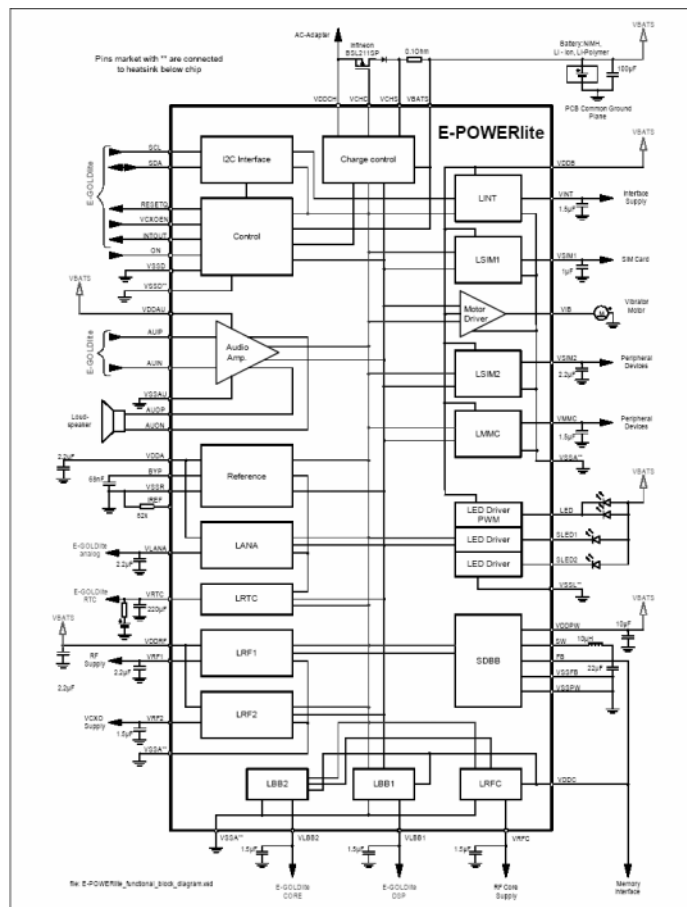 AC-Adapter
Infineon
BSL211SP
0.1Ohm
Battery:NiMH,
Li - Ion, Li-Polymer
VBATS
100µF
PCB Common Ground
Plane
Pins market with ** are connected
to heatsink below chip
VDDCH
VCHC
VCHS
VBATS
E-POWERlite
VBATS
E-GOLDlite
SCL
SDA
I2C Interface
Charge control
VDDB
LINT
VINT
1.5µF
Interface
Supply
RESETQ
VCXOEN
INTOUT
ON
VSSD
VSSD**
Control
LSIM1
VSIM1
1µF
SIM Card
VBATS
VDDAU
Motor
Driver
VIB
Vibrator
Motor
E-GOLDlite
AUIP
AUIN
Audio
Amp.
VSSAU
LSIM2
VSIM2
2.2µF
Peripheral
Devices
Loud-
speaker
AUOP
AUON
LMMC
VMMC
1.5µF
Peripheral
Devices
VSSA**
2.2µF
VDDA
BYP
68nF
VSSR
IREF
Reference
VBATS
LED Driver
PWM
LED
LED Driver
SLED1
LED Driver
SLED2
VSSL**
E-GOLDlite
analog
VLANA
2.2µF
LANA
E-GOLDlite
RTC
VRTC
220µF
LRTC
VBATS
VDDRF
2.2µF
RF
Supply
VRF1
2.2µF
LRF1
VCXO
Supply
VRF2
1.5µF
LRF2
VSSA**
SDBB
VDDPW
VBATS
10µF
SW
10µH
FB
22µF
VSSFB
VSSPW
LBB2
LBB1
LRFC
VDDC
VSSA**
VLBB2
VLBB1
VRFC
1.5µF
1.5µF
1.5µF
E-GOLDlite
CORE
E-GOLDlite
DSP
RF Core
Supply
Memory
Interface
file: E-POWERlite_functional_block_diagram.vsd